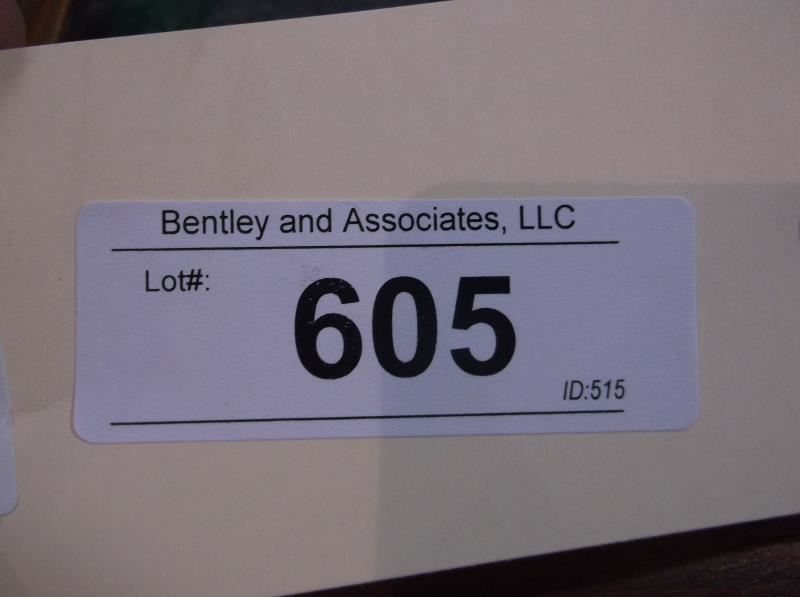 Bentley and Associates, LLC
Lot#:
605
ID:515